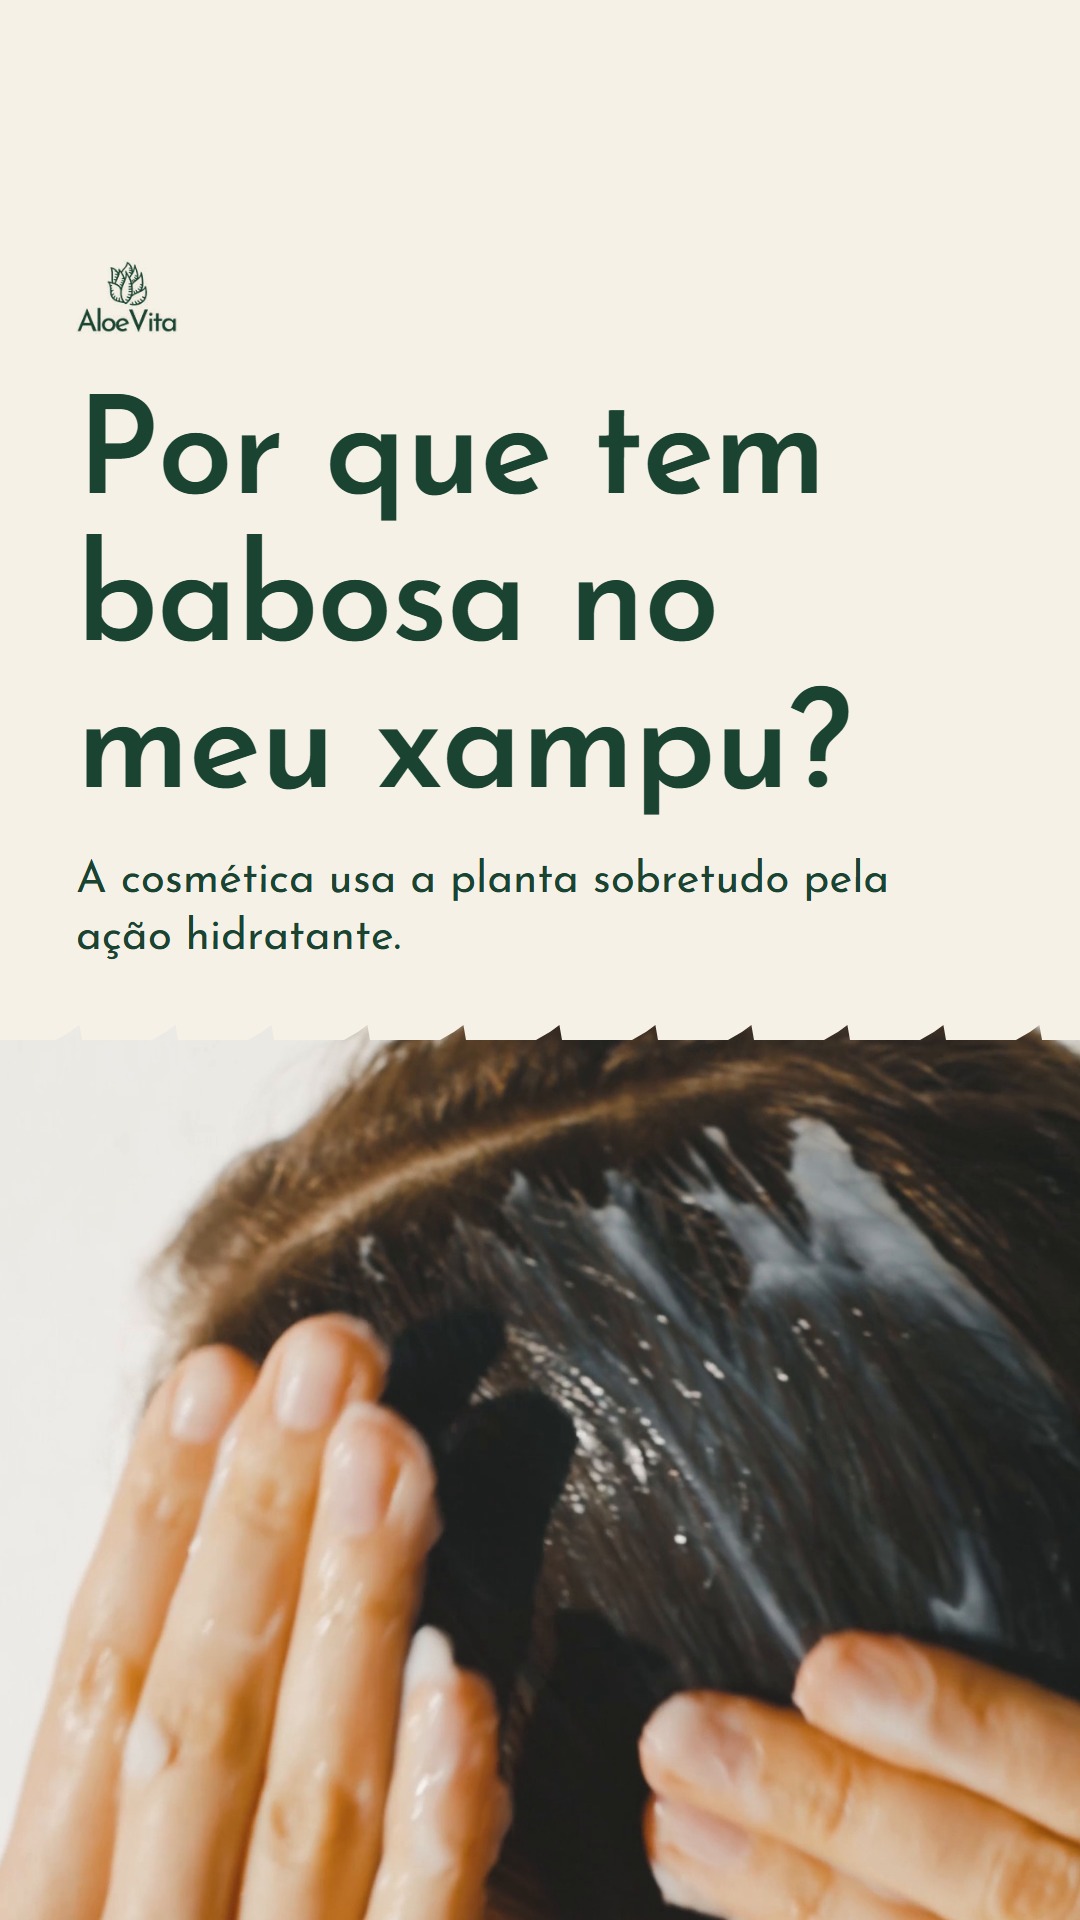 AloeVita
Por que tem
babosa no
meu xampu?
A cosmética usa a planta sobretudo pela
ação hidratante.